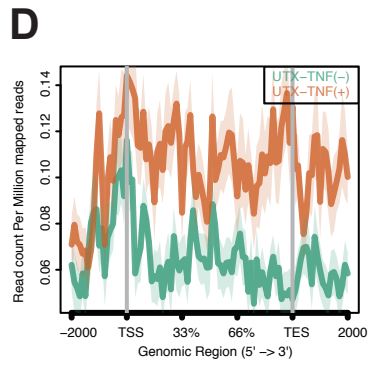 D
UTX−TNF(−)
UTX−TNF(+)
Read count Per Million mapped reads
0.14
0.12
0.10
0.08
0.06
−2000 TSS 33% 66% TES 2000
Genomic Region (5' −> 3')